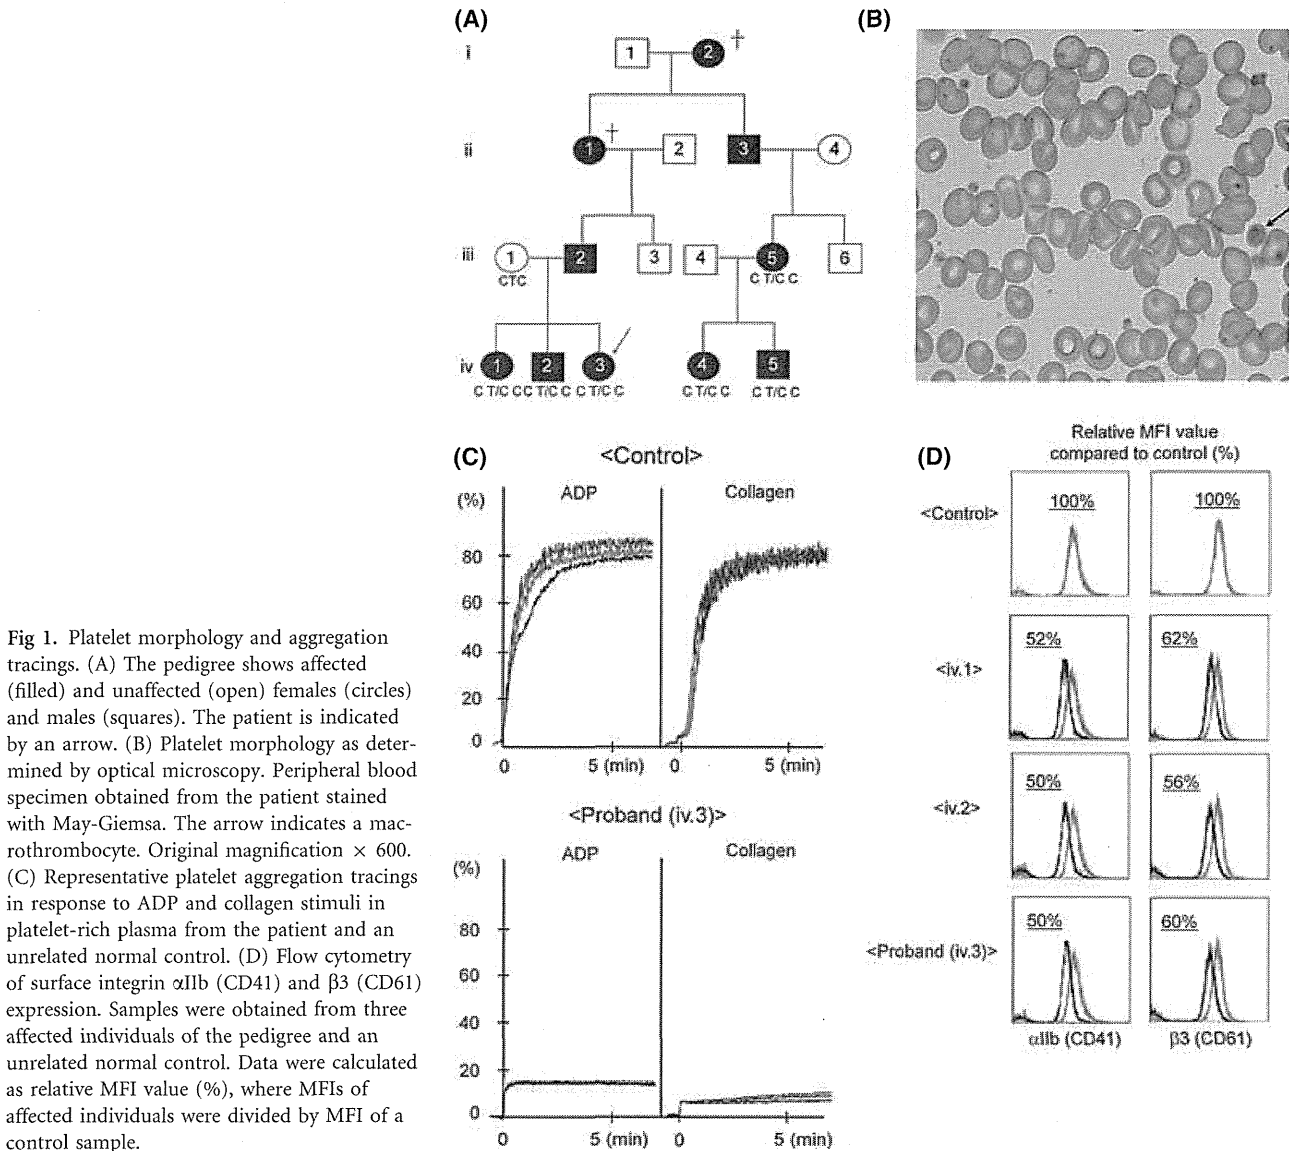 (A)
i
1
2
†
ii
1
†
2
3
4
iii
1
2
3
4
5
6
CTC
C T/C C
iv
1
2
3
4
5
C T/C C C T/C C C T/C C
C T/C C
C T/C C
(B)
(C)
<Control>
(%)
ADP
Collagen
80
60
40
20
0
0
5 (min)
0
5 (min)
<Proband (iv.3)>
(%)
ADP
Collagen
80
60
40
20
0
0
5 (min)
0
5 (min)
(D)
Relative MFI value
compared to control (%)
<Control>
100%
100%
<iv.1>
52%
62%
<iv.2>
50%
56%
<Proband (iv.3)>
50%
60%
αIIb (CD41)
β3 (CD61)
Fig 1. Platelet morphology and aggregation
tracings. (A) The pedigree shows affected
(filled) and unaffected (open) females (circles)
and males (squares). The patient is indicated
by an arrow. (B) Platelet morphology as deter-
mined by optical microscopy. Peripheral blood
specimen obtained from the patient stained
with May-Giemsa. The arrow indicates a mac-
rothrombocyte. Original magnification × 600.
(C) Representative platelet aggregation tracings
in response to ADP and collagen stimuli in
platelet-rich plasma from the patient and an
unrelated normal control. (D) Flow cytometry
of surface integrin αIIb (CD41) and β3 (CD61)
expression. Samples were obtained from three
affected individuals of the pedigree and an
unrelated normal control. Data were calculated
as relative MFI value (%), where MFIs of
affected individuals were divided by MFI of a
control sample.